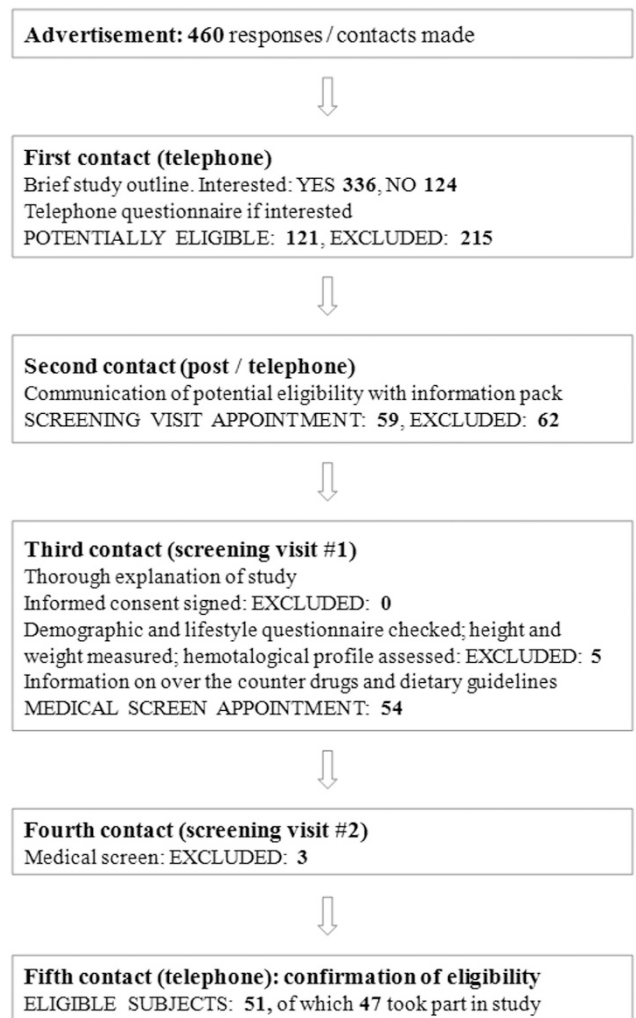 Advertisement: 460 responses / contacts made
First contact (telephone)
Brief study outline. Interested: YES 336, NO 124
Telephone questionnaire if interested
POTENTIALLY ELIGIBLE: 121, EXCLUDED: 215
Second contact (post / telephone)
Communication of potential eligibility with information pack
SCREENING VISIT APPOINTMENT: 59, EXCLUDED: 62
Third contact (screening visit #1)
Thorough explanation of study
Informed consent signed: EXCLUDED: 0
Demographic and lifestyle questionnaire checked; height and
weight measured; hemotalogical profile assessed: EXCLUDED: 5
Information on over the counter drugs and dietary guidelines
MEDICAL SCREEN APPOINTMENT: 54
Fourth contact (screening visit #2)
Medical screen: EXCLUDED: 3
Fifth contact (telephone): confirmation of eligibility
ELIGIBLE SUBJECTS: 51, of which 47 took part in study